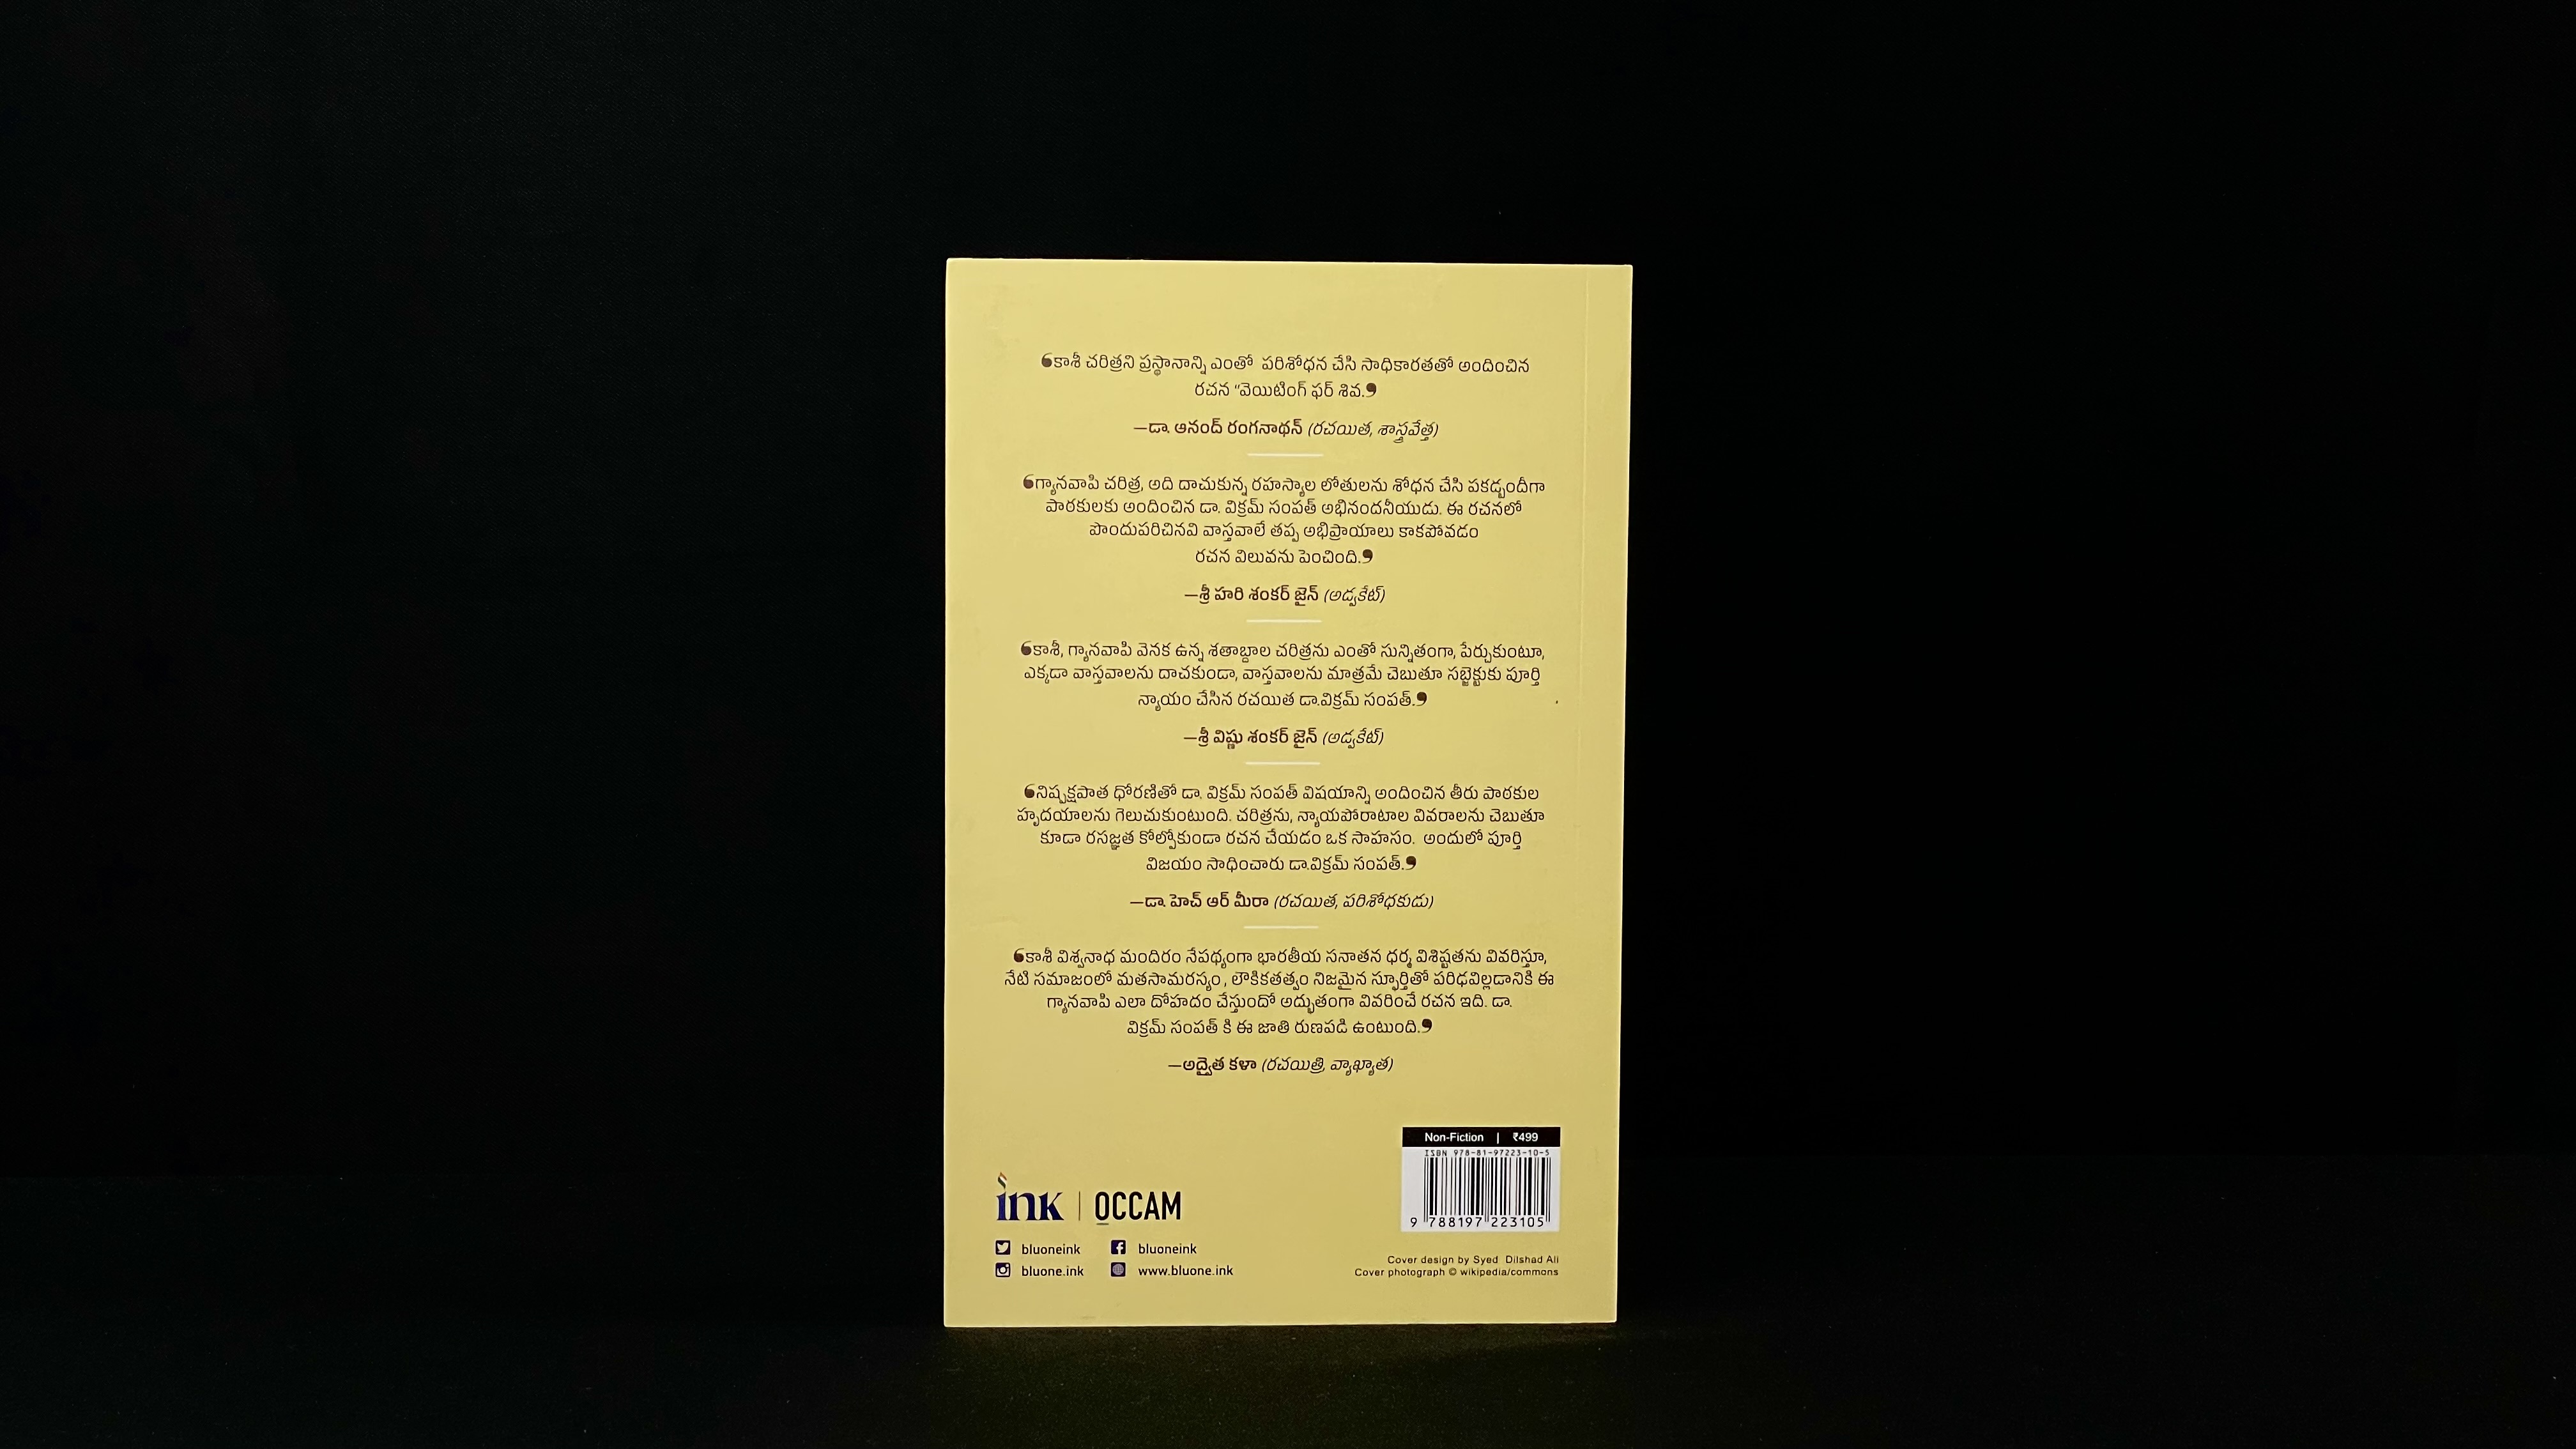 ❛కాశీ చరిత్రని ప్రస్థానాన్ని ఎంతో పరిశోధన చేసి సాధికారతతో అందించిన
రచన "వెయిటింగ్ ఫర్ శివ.❜
—డా. ఆనంద్ రంగనాథన్ (రచయిత, శాస్త్రవేత్త)
❛గ్యానవాపి చరిత్ర, అది దాచుకున్న రహస్యాల లోతులను శోధన చేసి పకడ్బందీగా
పాఠకులకు అందించిన డా. విక్రమ్ సంపత్ అభినందనీయుడు. ఈ రచనలో
పొందుపరిచినవి వాస్తవాలే తప్ప అభిప్రాయాలు కాకపోవడం
రచన విలువను పెంచింది.❜
—శ్రీ హరి శంకర్ జైన్ (అడ్వకేట్)
❛కాశీ, గ్యానవాపి వెనక ఉన్న శతాబ్దాల చరిత్రను ఎంతో సున్నితంగా, పేర్చుకుంటూ,
ఎక్కడా వాస్తవాలను దాచకుండా, వాస్తవాలను మాత్రమే చెబుతూ సబ్జెక్టుకు పూర్తి
న్యాయం చేసిన రచయిత డా.విక్రమ్ సంపత్.❜
—శ్రీ విష్ణు శంకర్ జైన్ (అడ్వకేట్)
❛నిష్పక్షపాత ధోరణితో డా. విక్రమ్ సంపత్ విషయాన్ని అందించిన తీరు పాఠకుల
హృదయాలను గెలుచుకుంటుంది. చరిత్రను, న్యాయపోరాటాల వివరాలను చెబుతూ
కూడా రసజ్ఞత కోల్పోకుండా రచన చేయడం ఒక సాహసం. అందులో పూర్తి
విజయం సాధించారు డా.విక్రమ్ సంపత్.❜
—డా. హెచ్ ఆర్ మీరా (రచయిత, పరిశోధకుడు)
❛కాశీ విశ్వనాధ మందిరం నేపథ్యంగా భారతీయ సనాతన ధర్మ విశిష్టతను వివరిస్తూ,
నేటి సమాజంలో మతసామరస్యం, లౌకికతత్వం నిజమైన స్ఫూర్తితో పరిఢవిల్లడానికి ఈ
గ్యానవాపి ఎలా దోహదం చేస్తుందో అద్భుతంగా వివరించే రచన ఇది. డా.
విక్రమ్ సంపత్ కి ఈ జాతి రుణపడి ఉంటుంది.❜
—అద్వైత కళా (రచయిత్రి, వ్యాఖ్యాత)
Non-Fiction | ₹499
ISBN 978-81-97223-10-5
9 788197 223105
ink | OCCAM
bluoneink bluoneink
bluone.ink www.bluone.ink
Cover design by Syed Dilshad Ali
Cover photograph © wikipedia/commons